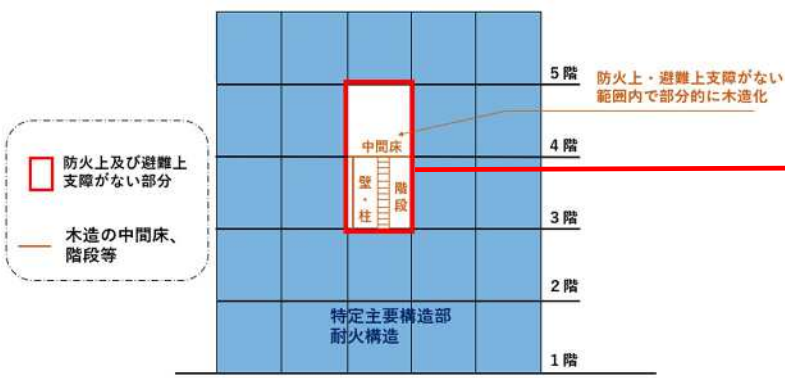 5階
防火上・避難上支障がない
範囲内で部分的に木造化
中間床
4階
防火上及び避難上
支障がない部分
壁・柱
階段
3階
木造の中間床、
階段等
2階
特定主要構造部
耐火構造
1階